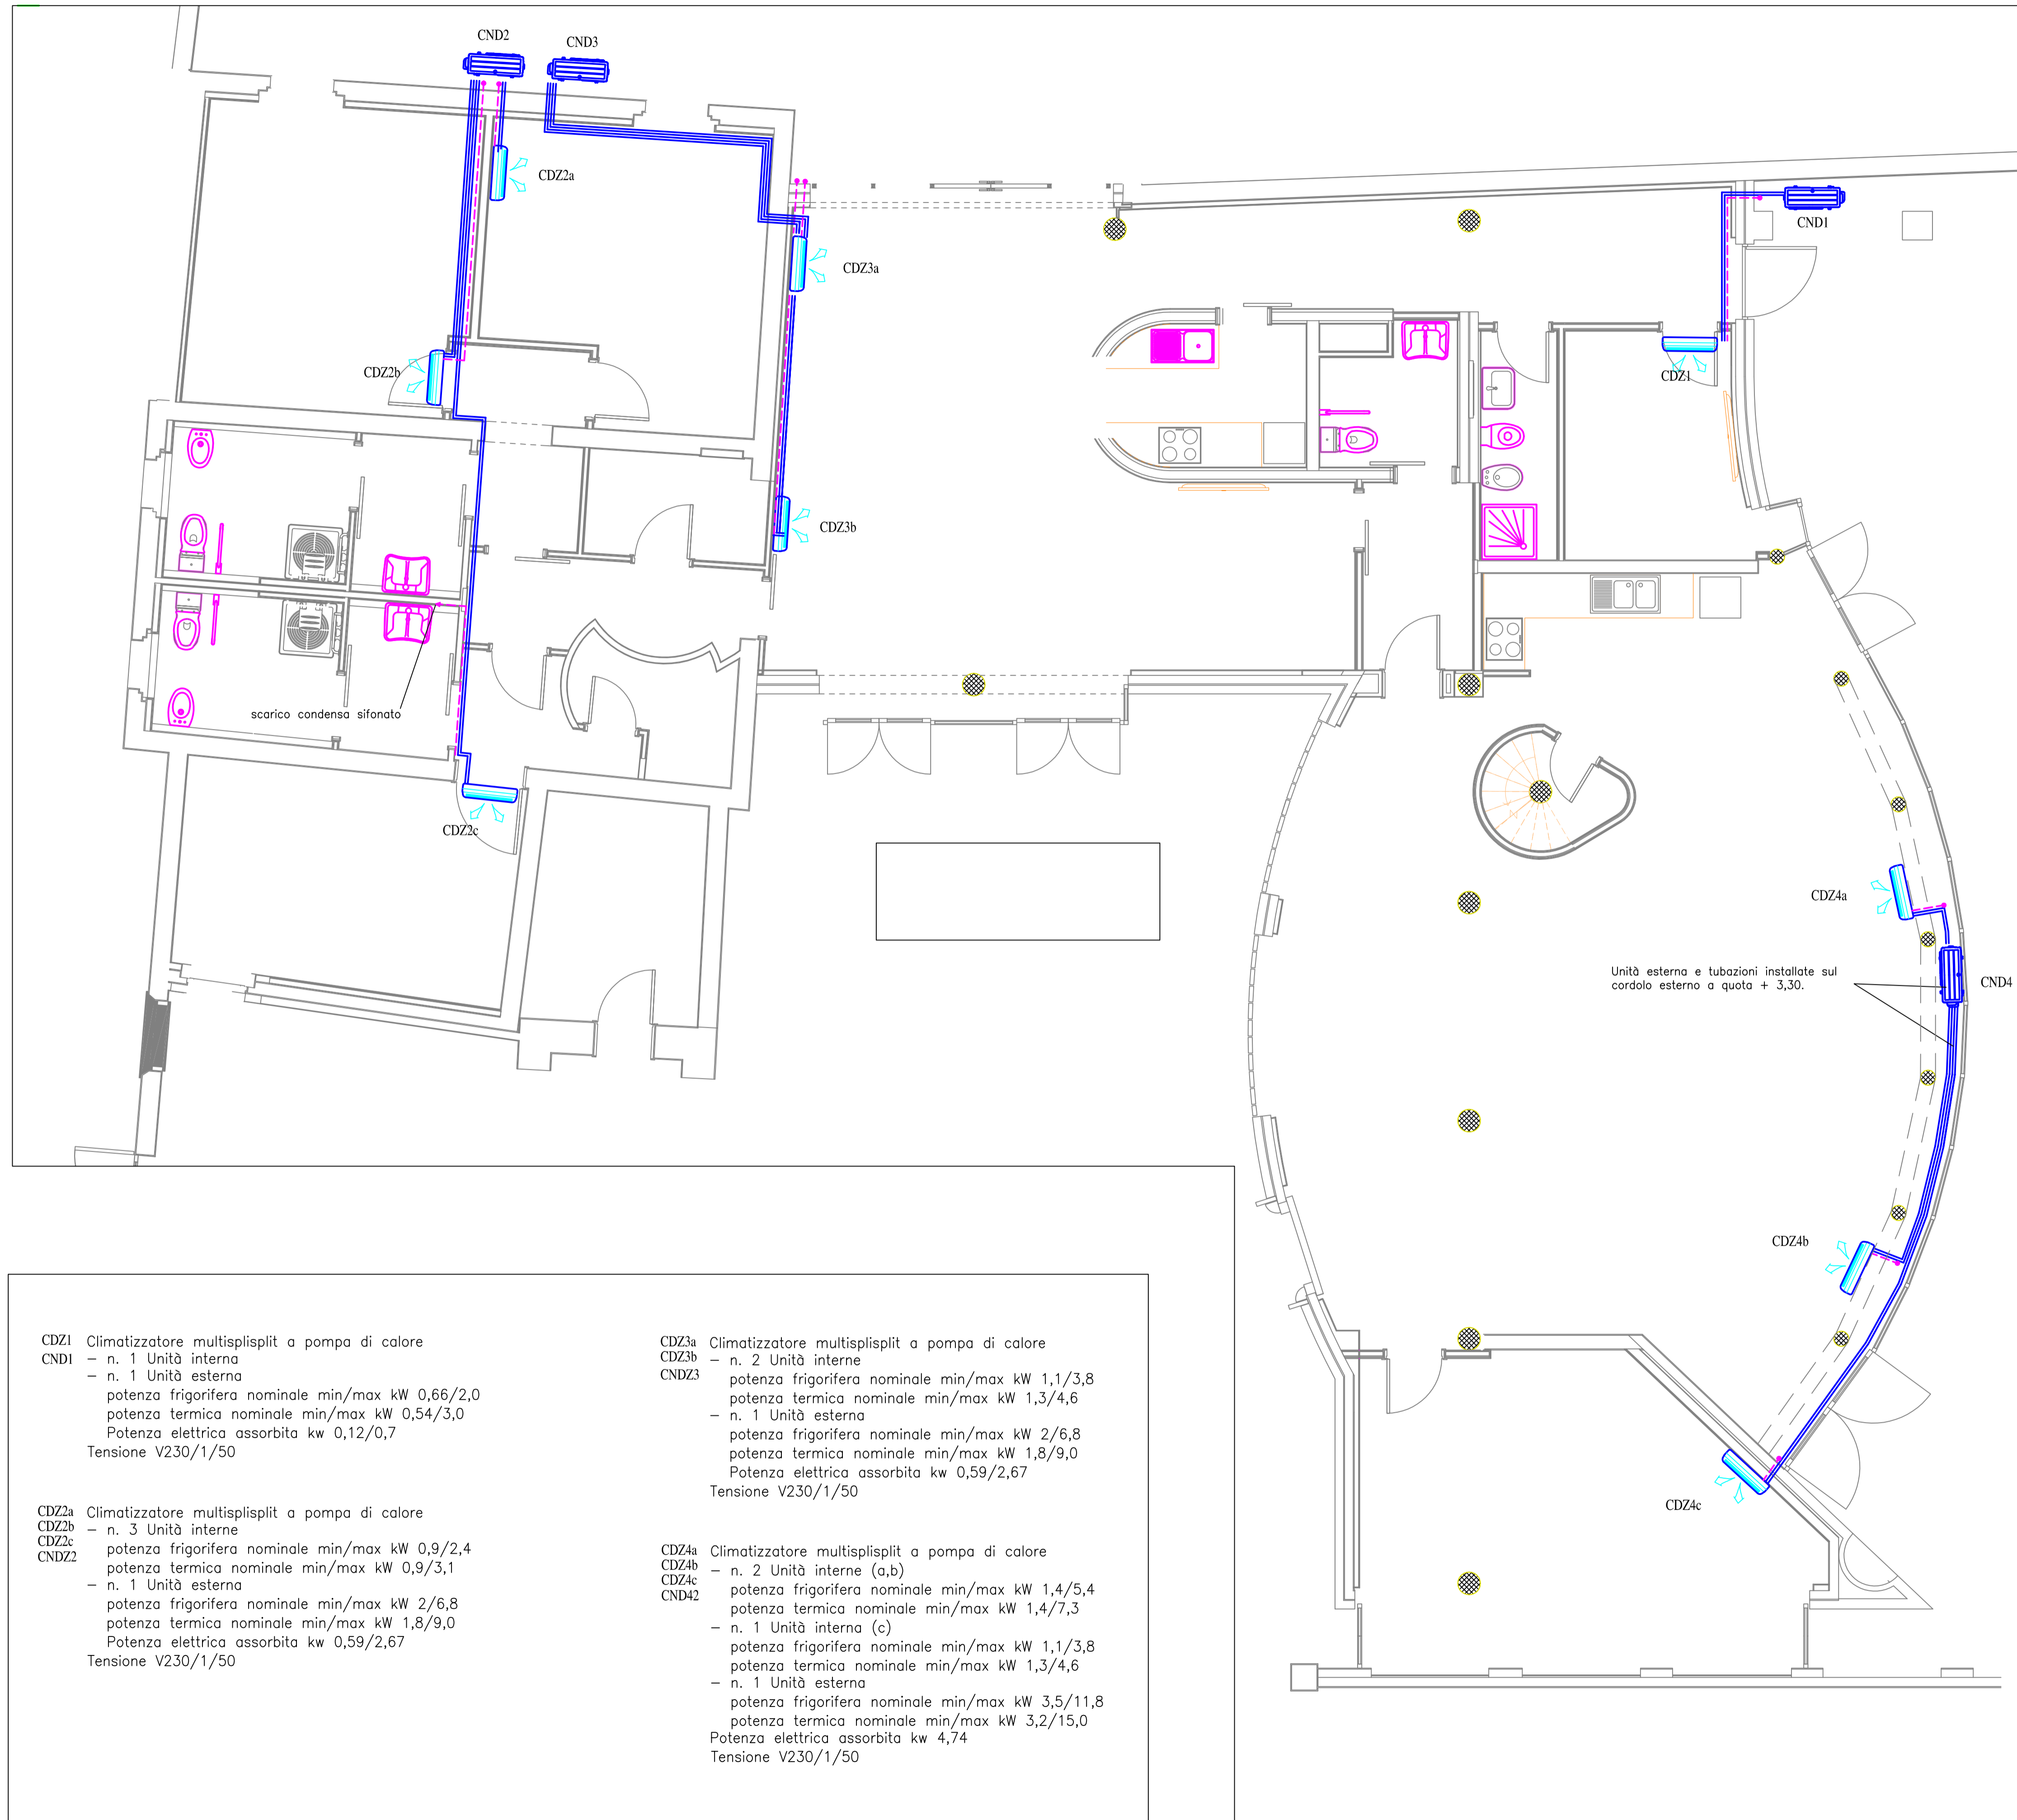 CND2
CND3
CDZ2a
CND1
CDZ3a
CDZ2b
CDZ1
CDZ3b
scarico condensa sifonato
CDZ2c
CDZ4a
Unità esterna e tubazioni installate sul
cordolo esterno a quota + 3,30.
CND4
CDZ4b
CDZ4c
CDZ1 Climatizzatore multisplisplit a pompa di calore
CND1 – n. 1 Unità interna
– n. 1 Unità esterna
potenza frigorifera nominale min/max kW 0,66/2,0
potenza termica nominale min/max kW 0,54/3,0
Potenza elettrica assorbita kw 0,12/0,7
Tensione V230/1/50
CDZ2a Climatizzatore multisplisplit a pompa di calore
CDZ2b – n. 3 Unità interne
CDZ2c potenza frigorifera nominale min/max kW 0,9/2,4
CNDZ2 potenza termica nominale min/max kW 0,9/3,1
– n. 1 Unità esterna
potenza frigorifera nominale min/max kW 2/6,8
potenza termica nominale min/max kW 1,8/9,0
Potenza elettrica assorbita kw 0,59/2,67
Tensione V230/1/50
CDZ3a Climatizzatore multisplisplit a pompa di calore
CDZ3b – n. 2 Unità interne
CNDZ3 potenza frigorifera nominale min/max kW 1,1/3,8
potenza termica nominale min/max kW 1,3/4,6
– n. 1 Unità esterna
potenza frigorifera nominale min/max kW 2/6,8
potenza termica nominale min/max kW 1,8/9,0
Potenza elettrica assorbita kw 0,59/2,67
Tensione V230/1/50
CDZ4a Climatizzatore multisplisplit a pompa di calore
CDZ4b – n. 2 Unità interne (a,b)
CDZ4c potenza frigorifera nominale min/max kW 1,4/5,4
CND42 potenza termica nominale min/max kW 1,4/7,3
– n. 1 Unità interna (c)
potenza frigorifera nominale min/max kW 1,1/3,8
potenza termica nominale min/max kW 1,3/4,6
– n. 1 Unità esterna
potenza frigorifera nominale min/max kW 3,5/11,8
potenza termica nominale min/max kW 3,2/15,0
Potenza elettrica assorbita kw 4,74
Tensione V230/1/50